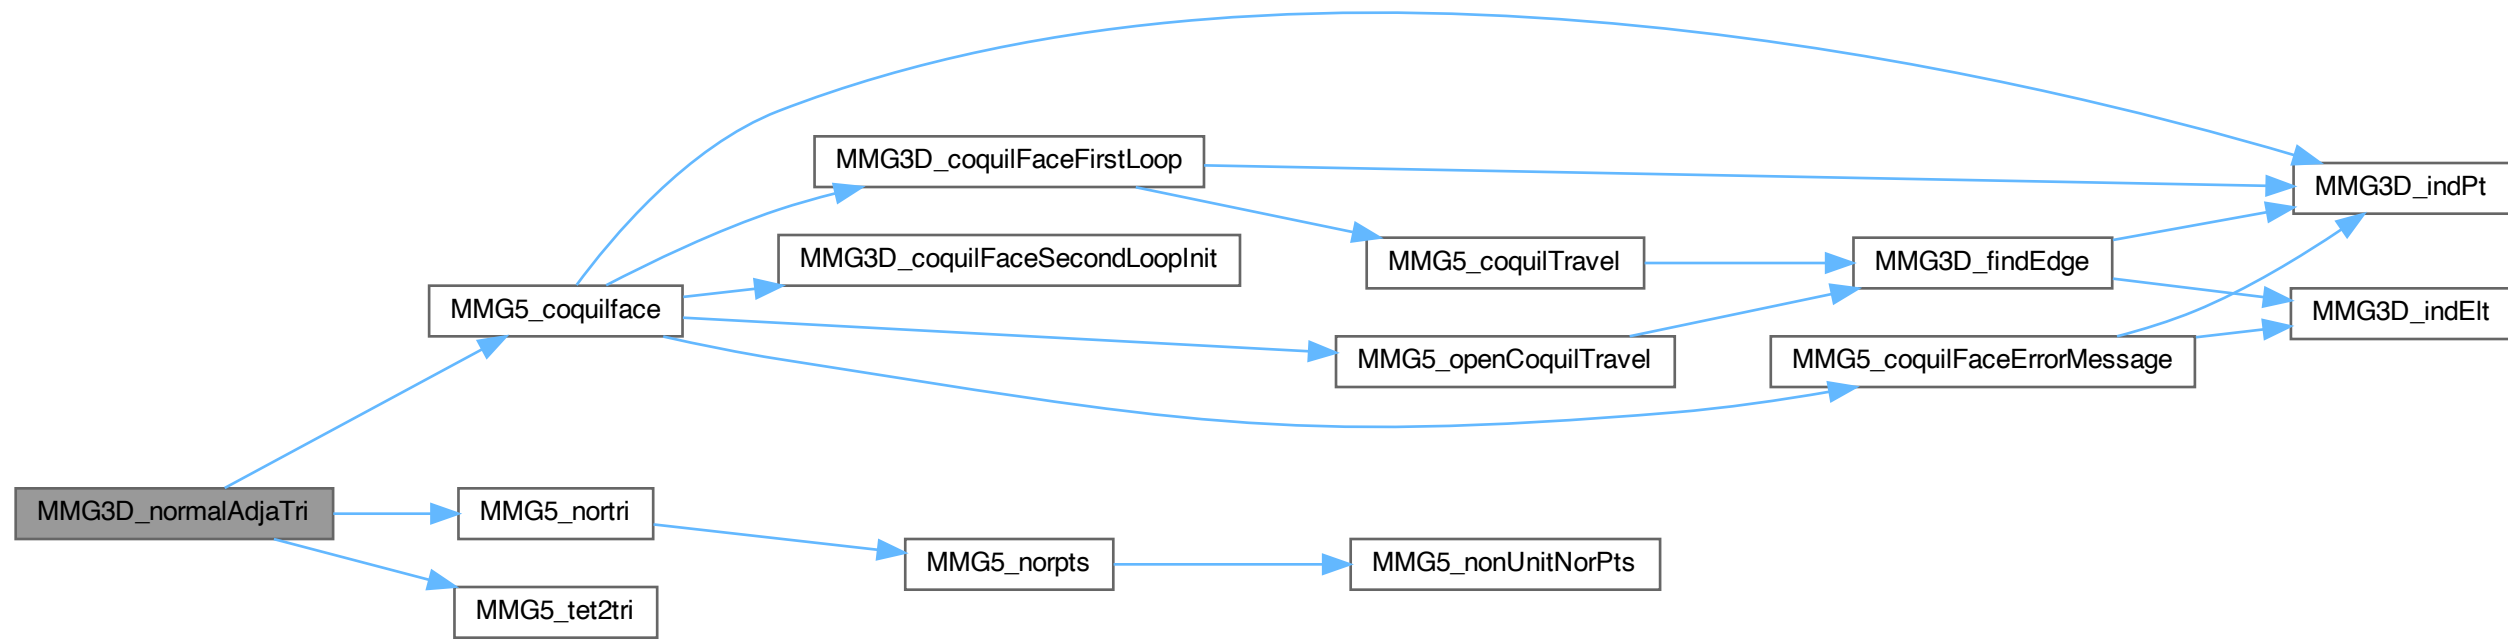 MMG3D_coquilFaceFirstLoop
MMG3D_indPt
MMG3D_coquilFaceSecondLoopInit
MMG5_coquilTravel
MMG3D_findEdge
MMG5_coquilface
MMG3D_indElt
MMG5_openCoquilTravel
MMG5_coquilFaceErrorMessage
MMG3D_normalAdjaTri
MMG5_nortri
MMG5_norpts
MMG5_nonUnitNorPts
MMG5_tet2tri